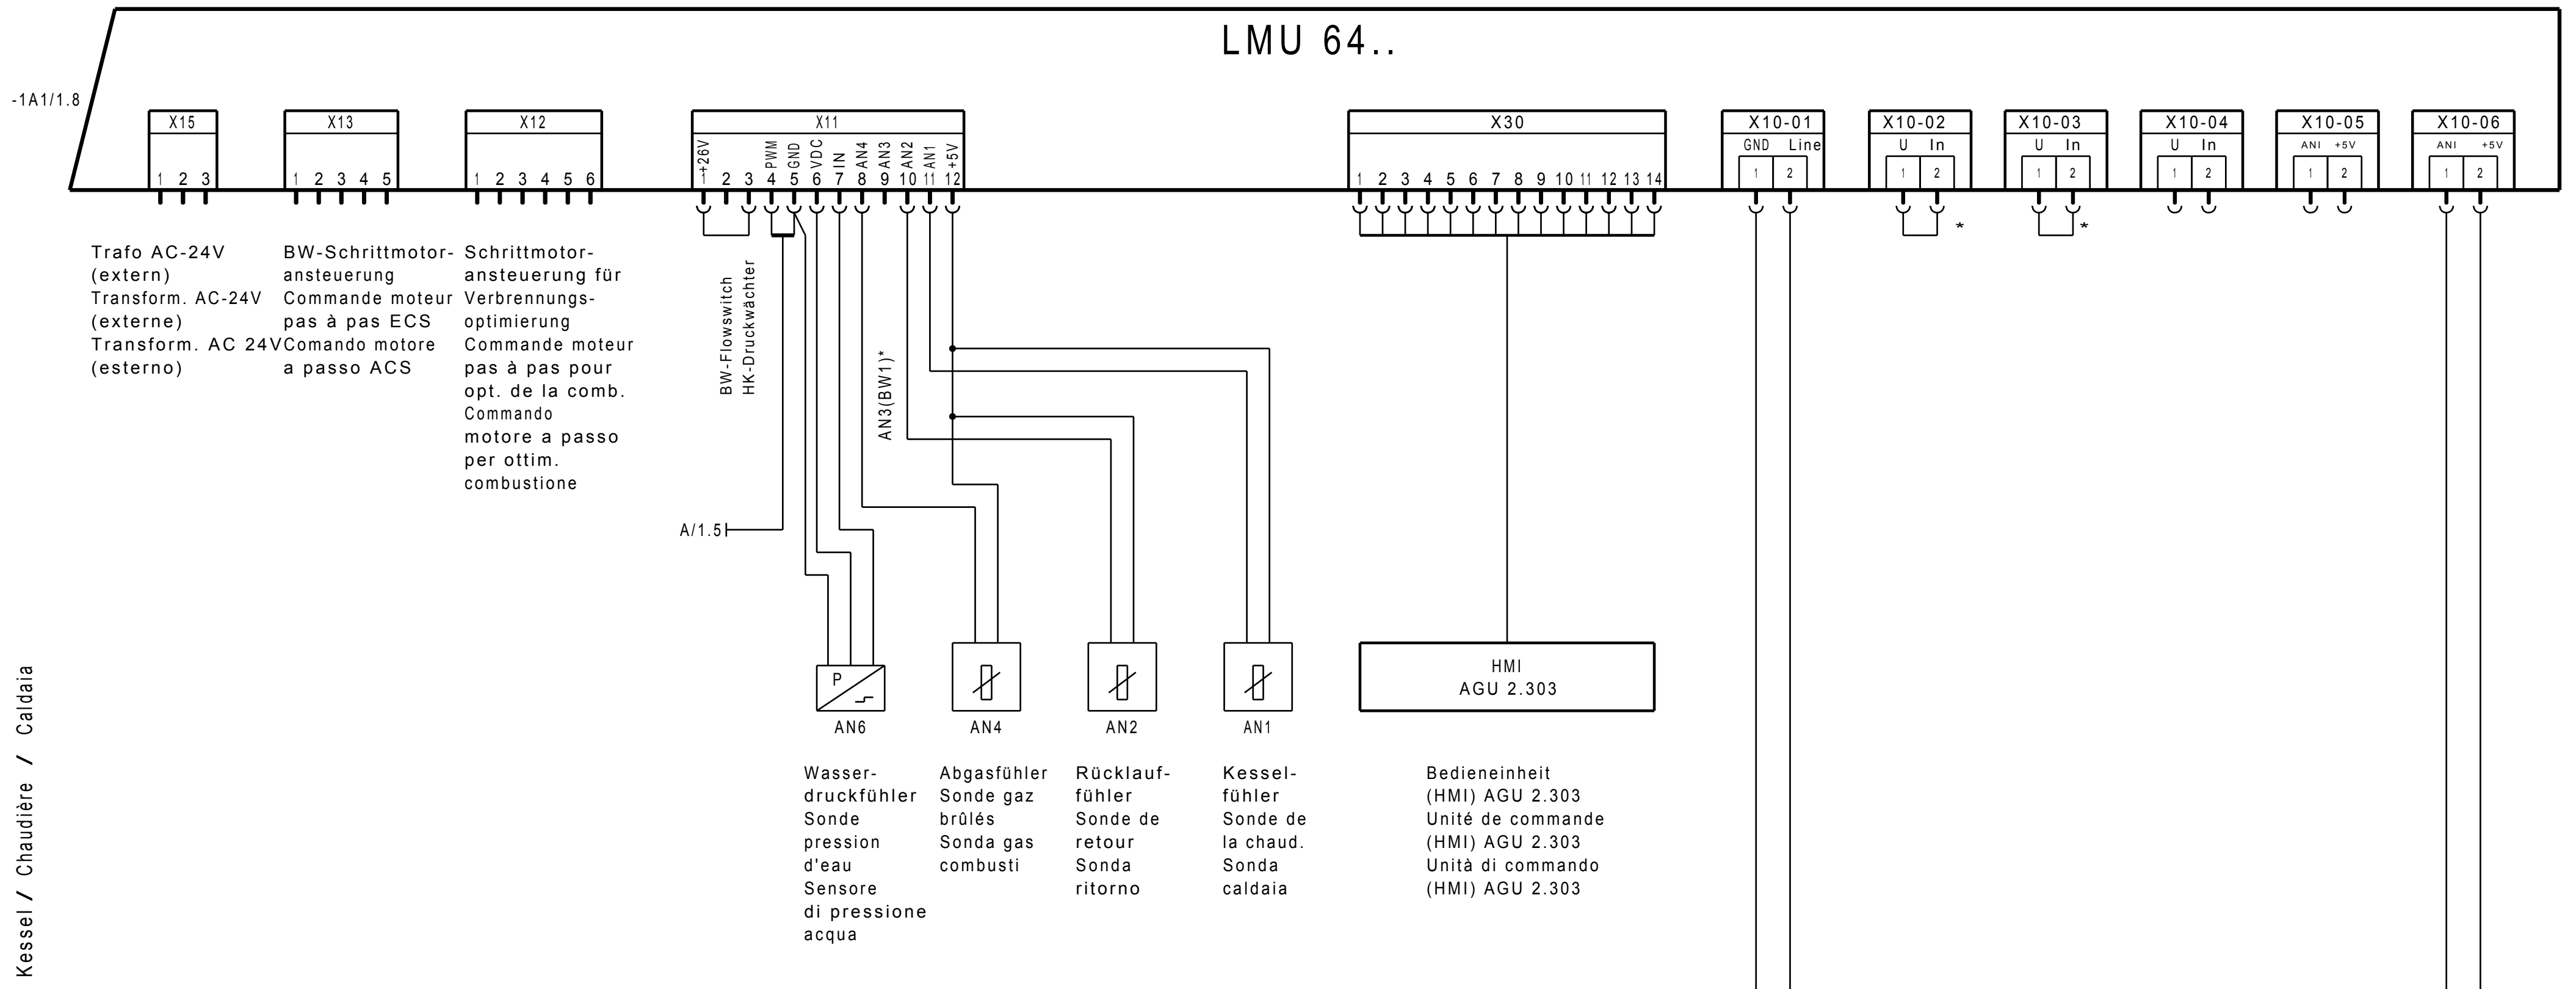 LMU 64..
-1A1/1.8
X15
1 2 3
X13
1 2 3 4 5
X12
1 2 3 4 5 6
X11
+26V PWM GND VDC IN AN4 AN3 AN2 AN1 +5V
1 2 3 4 5 6 7 8 9 10 11 12
X30
1 2 3 4 5 6 7 8 9 10 11 12 13 14
X10-01
GND Line
1 2
X10-02
U In
1 2
*
X10-03
U In
1 2
*
X10-04
U In
1 2
X10-05
ANI +5V
1 2
X10-06
ANI +5V
1 2
Trafo AC-24V
(extern)
Transform. AC-24V
(externe)
Transform. AC 24V
(esterno)
BW-Schrittmotor-
ansteuerung
Commande moteur
pas à pas ECS
Comando motore
a passo ACS
Schrittmotor-
ansteuerung für
Verbrennungs-
optimierung
Commande moteur
pas à pas pour
opt. de la comb.
Commando
motore a passo
per ottim.
combustione
BW-Flowswitch
HK-Druckwächter
AN3(BW1)*
A/1.5
P
AN6
AN4
AN2
AN1
HMI
AGU 2.303
Wasser-
druckfühler
Sonde
pression
d'eau
Sensore
di pressione
acqua
Abgasfühler
Sonde gaz
brûlés
Sonda gas
combusti
Rücklauf-
fühler
Sonde de
retour
Sonda
ritorno
Kessel-
fühler
Sonde de
la chaud.
Sonda
caldaia
Bedieneinheit
(HMI) AGU 2.303
Unité de commande
(HMI) AGU 2.303
Unità di commando
(HMI) AGU 2.303
Kessel / Chaudière / Caldaia